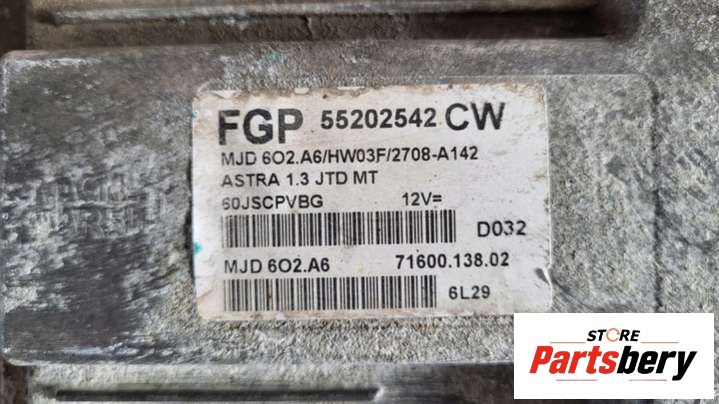 FGP 55202542 CW
MJD 6O2.A6/HW03F/2708-A142
ASTRA 1.3 JTD MT
60JSCPVBG 12V=
D032
MJD 6O2.A6 71600.138.02
6L29
STORE
Partsbery